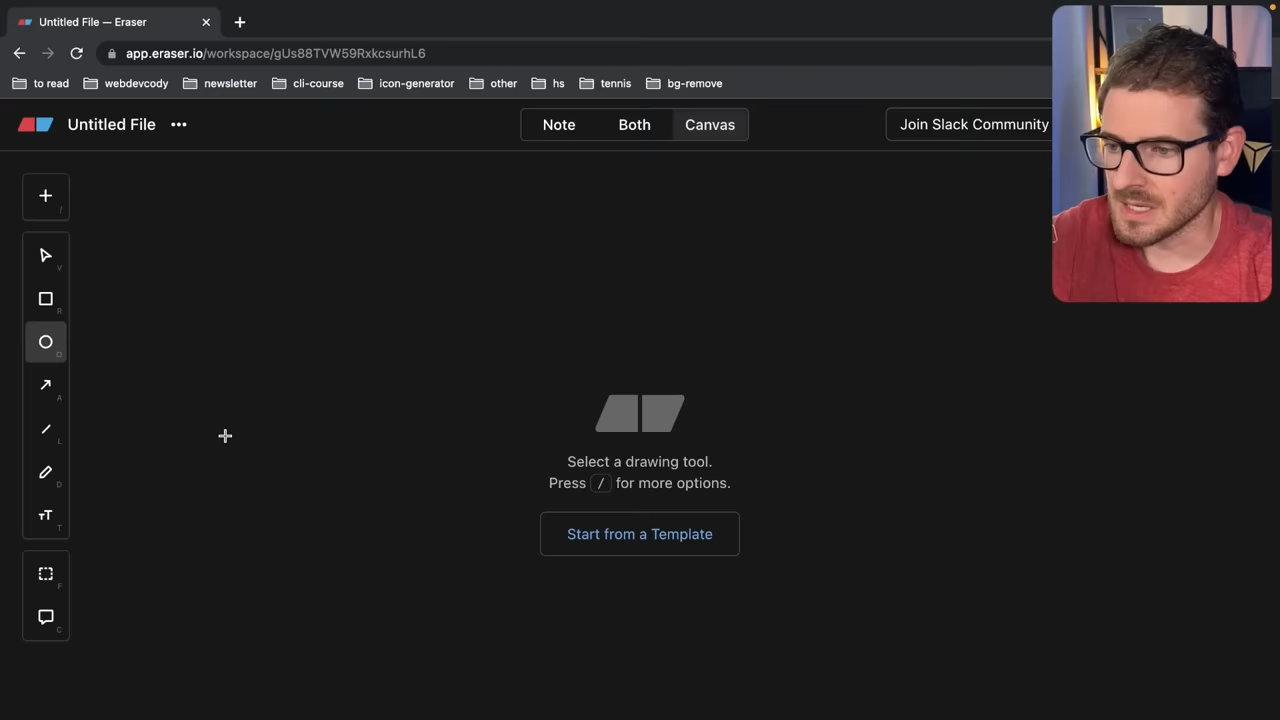 Untitled File — Eraser
app.eraser.io/workspace/gUs88TVW59RxkcsurhL6
to read
webdevcody
newsletter
cli-course
icon-generator
other
hs
tennis
bg-remove
Untitled File
Note
Both
Canvas
Join Slack Community
/
V
R
O
A
L
D
T
F
C
Select a drawing tool.
Press / for more options.
Start from a Template